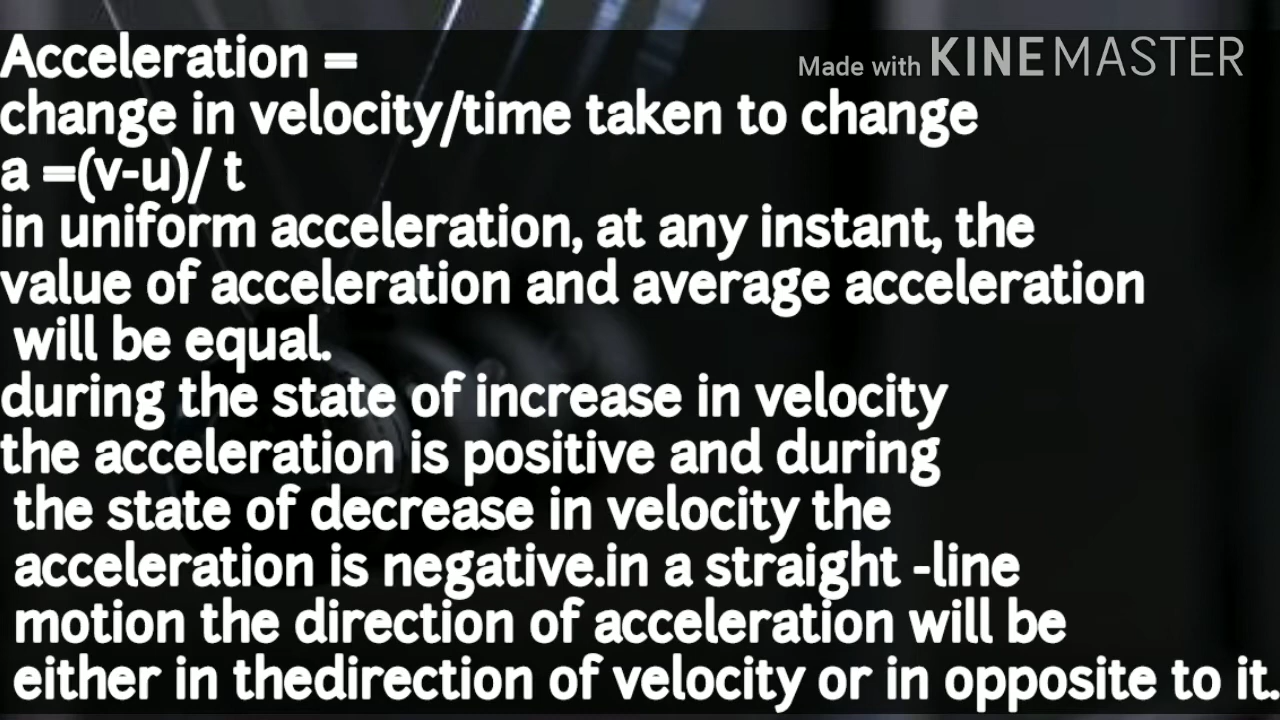 Acceleration =
Made with KINEMASTER
change in velocity/time taken to change
a =(v-u)/ t
in uniform acceleration, at any instant, the
value of acceleration and average acceleration
will be equal.
during the state of increase in velocity
the acceleration is positive and during
the state of decrease in velocity the
acceleration is negative.in a straight -line
motion the direction of acceleration will be
either in thedirection of velocity or in opposite to it.